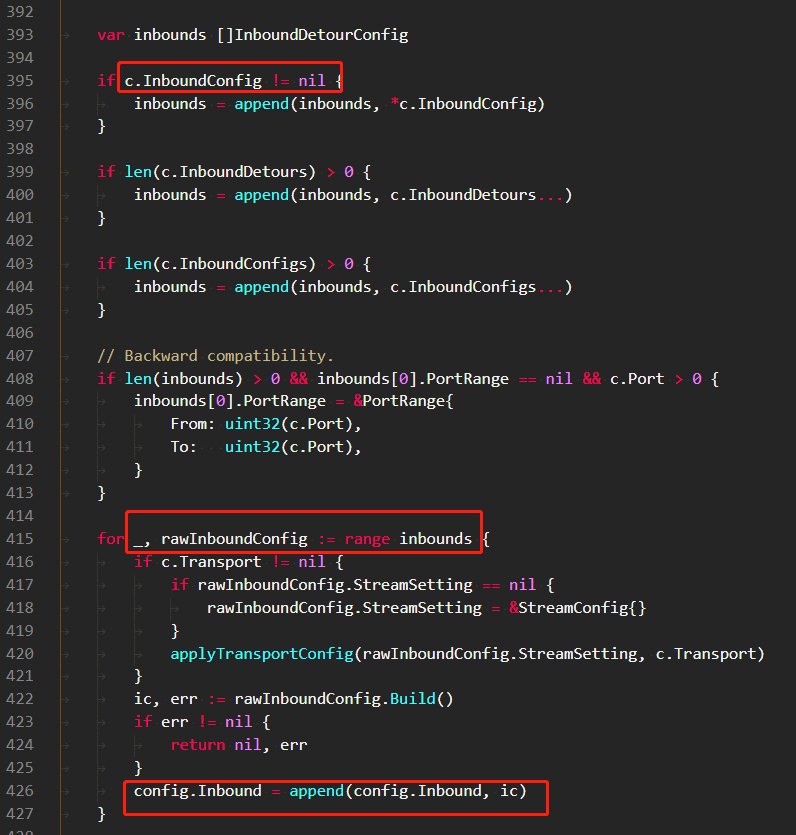 392
393 var inbounds []InboundDetourConfig
394
395 if c.InboundConfig != nil {
396 inbounds = append(inbounds, *c.InboundConfig)
397 }
398
399 if len(c.InboundDetours) > 0 {
400 inbounds = append(inbounds, c.InboundDetours...)
401 }
402
403 if len(c.InboundConfigs) > 0 {
404 inbounds = append(inbounds, c.InboundConfigs...)
405 }
406
407 // Backward compatibility.
408 if len(inbounds) > 0 && inbounds[0].PortRange == nil && c.Port > 0 {
409 inbounds[0].PortRange = &PortRange{
410 From: uint32(c.Port),
411 To:   uint32(c.Port),
412 }
413 }
414
415 for _, rawInboundConfig := range inbounds {
416 if c.Transport != nil {
417 if rawInboundConfig.StreamSetting == nil {
418 rawInboundConfig.StreamSetting = &StreamConfig{}
419 }
420 applyTransportConfig(rawInboundConfig.StreamSetting, c.Transport)
421 }
422 ic, err := rawInboundConfig.Build()
423 if err != nil {
424 return nil, err
425 }
426 config.Inbound = append(config.Inbound, ic)
427 }